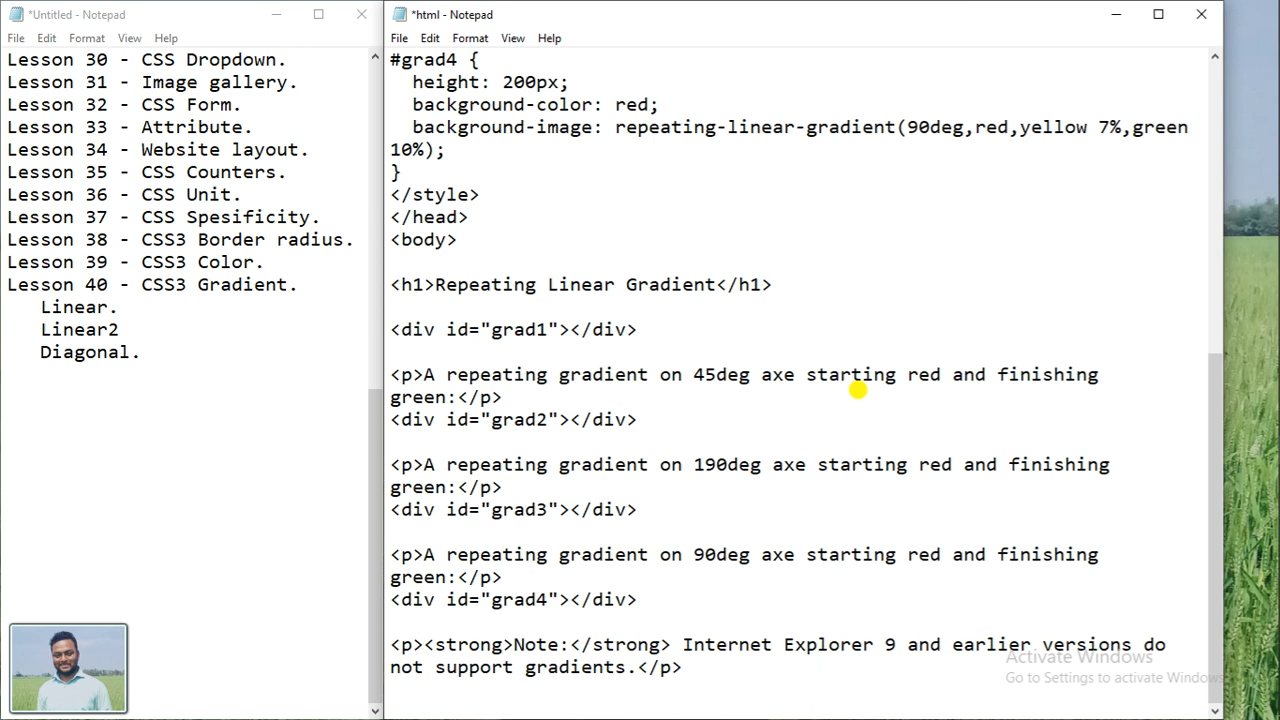 *Untitled - Notepad
File Edit Format View Help
Lesson 30 - CSS Dropdown.
Lesson 31 - Image gallery.
Lesson 32 - CSS Form.
Lesson 33 - Attribute.
Lesson 34 - Website layout.
Lesson 35 - CSS Counters.
Lesson 36 - CSS Unit.
Lesson 37 - CSS Spesificity.
Lesson 38 - CSS3 Border radius.
Lesson 39 - CSS3 Color.
Lesson 40 - CSS3 Gradient.
Linear.
Linear2
Diagonal.
*html - Notepad
File Edit Format View Help
#grad4 {
height: 200px;
background-color: red;
background-image: repeating-linear-gradient(90deg,red,yellow 7%,green
10%);
}
</style>
</head>
<body>
<h1>Repeating Linear Gradient</h1>
<div id="grad1"></div>
<p>A repeating gradient on 45deg axe starting red and finishing
green:</p>
<div id="grad2"></div>
<p>A repeating gradient on 190deg axe starting red and finishing
green:</p>
<div id="grad3"></div>
<p>A repeating gradient on 90deg axe starting red and finishing
green:</p>
<div id="grad4"></div>
<p><strong>Note:</strong> Internet Explorer 9 and earlier versions do
not support gradients.</p>
Activate Windows
Go to Settings to activate Windows